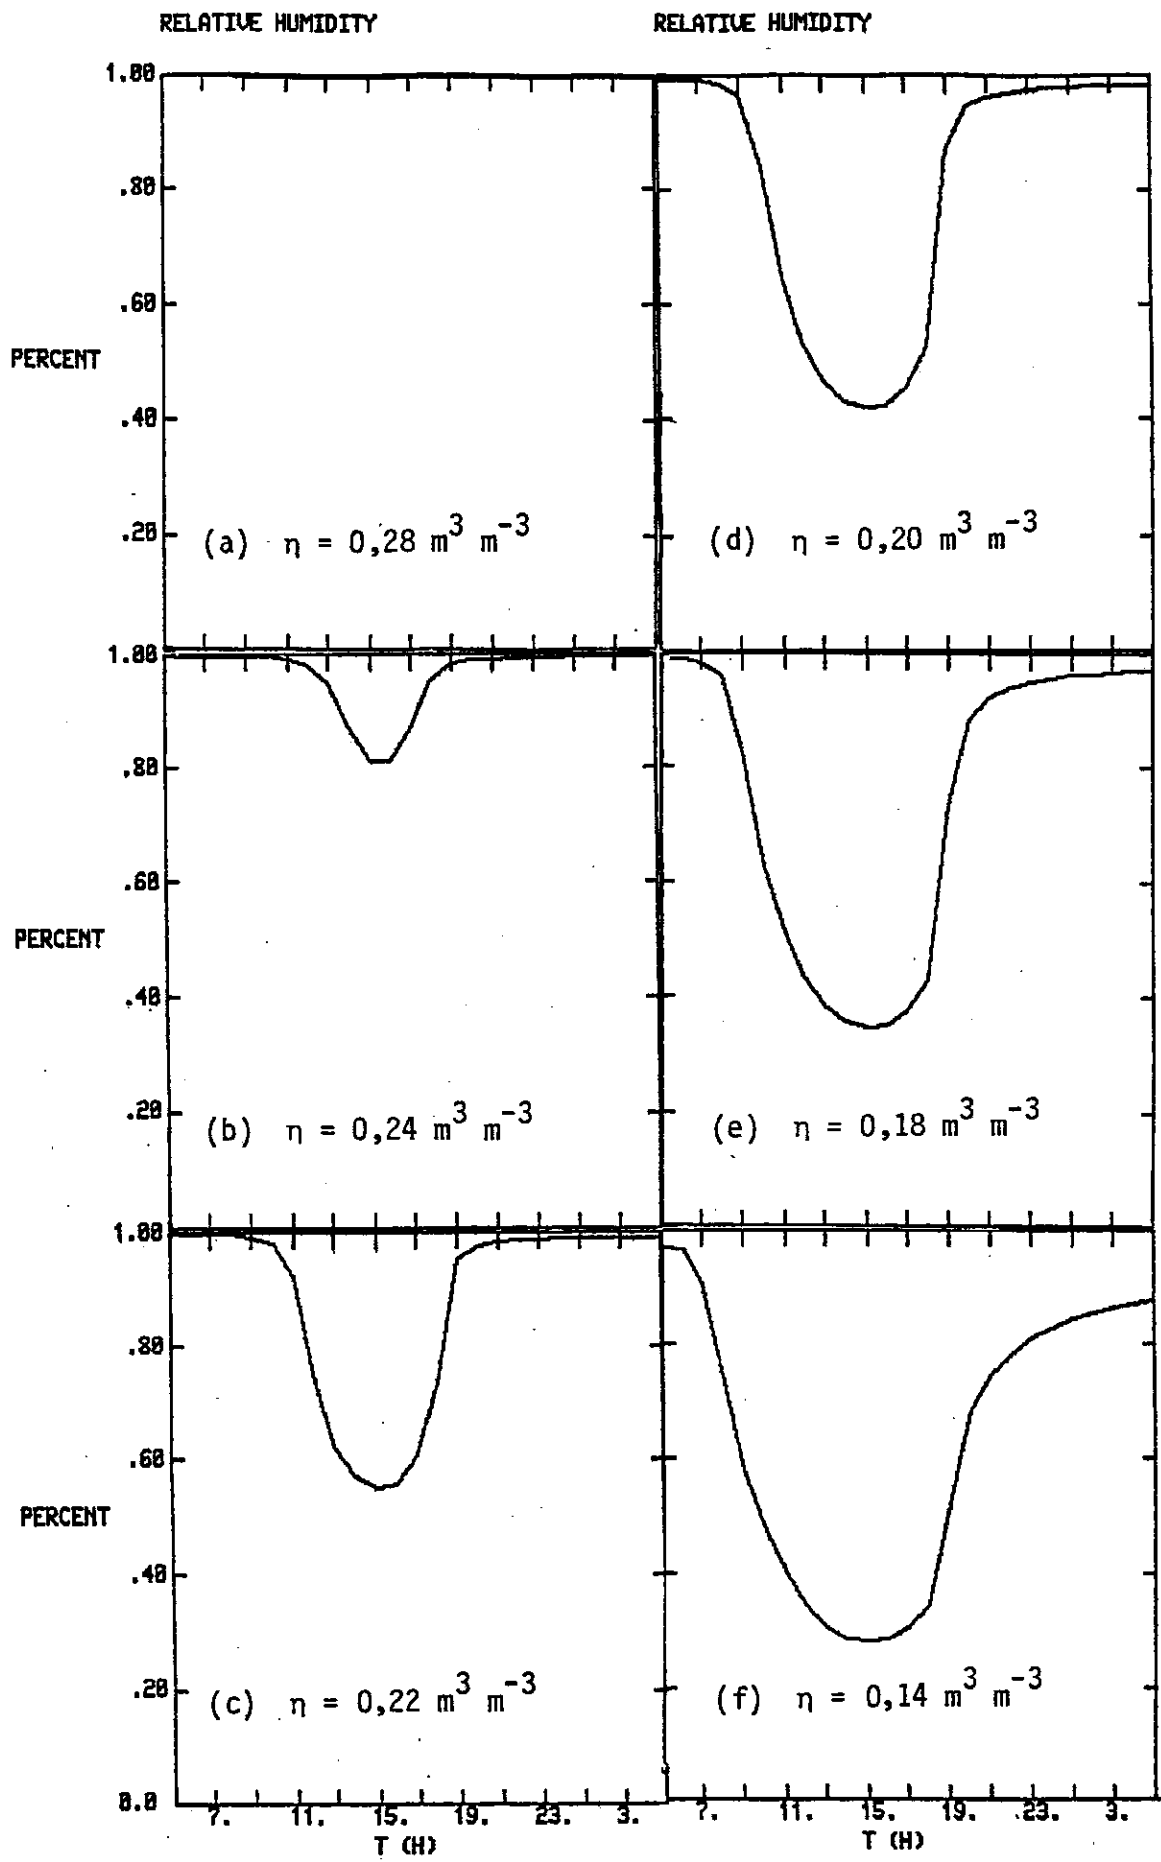 RELATIVE HUMIDITY
RELATIVE HUMIDITY
1.00
.80
.60
PERCENT
.40
.20
(a) η = 0,28 m³ m⁻³
(d) η = 0,20 m³ m⁻³
1.00
.80
.60
PERCENT
.40
.20
(b) η = 0,24 m³ m⁻³
(e) η = 0,18 m³ m⁻³
1.00
.80
.60
PERCENT
.40
.20
(c) η = 0,22 m³ m⁻³
(f) η = 0,14 m³ m⁻³
0.0
7. 11. 15. 19. 23. 3.
7. 11. 15. 19. 23. 3.
T (H)
T (H)